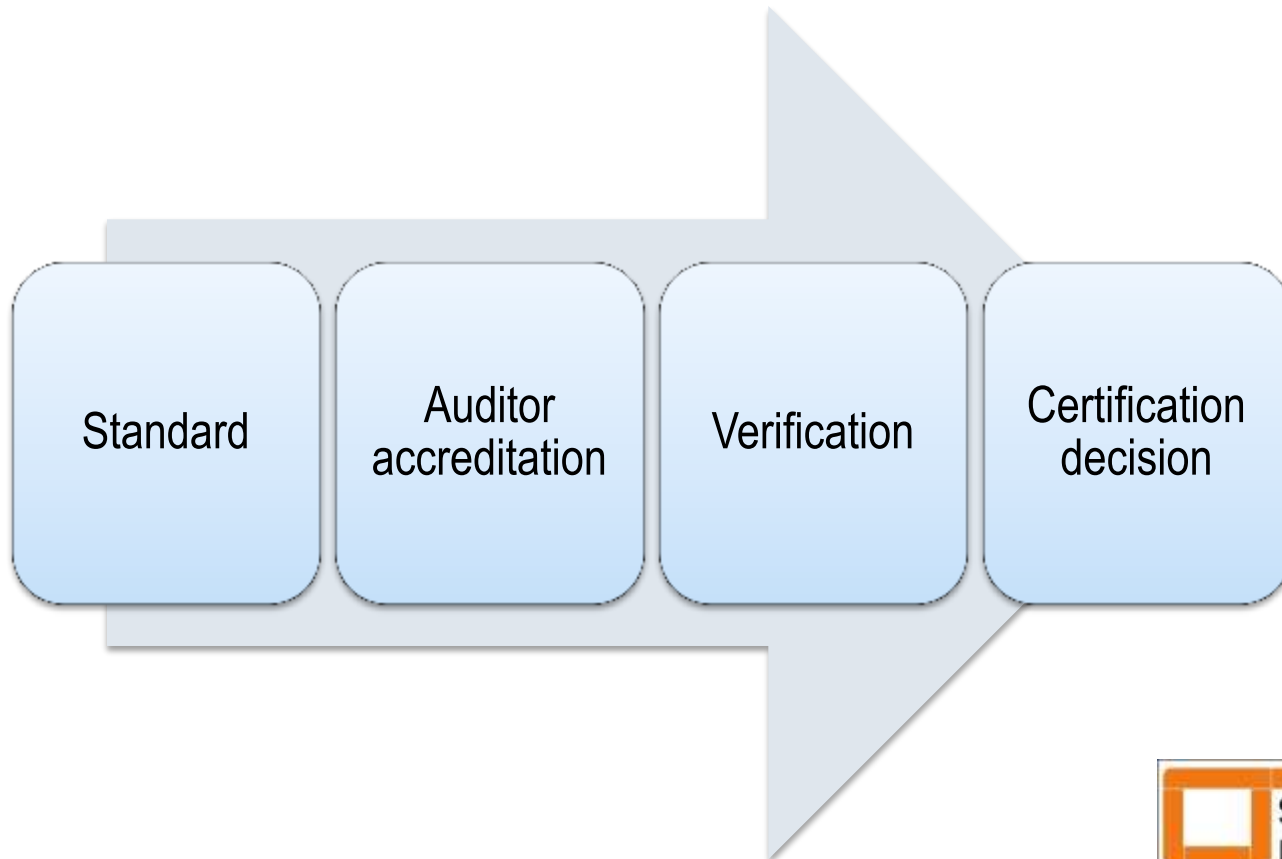 Standard
Auditor
accreditation
Verification
Certification
decision